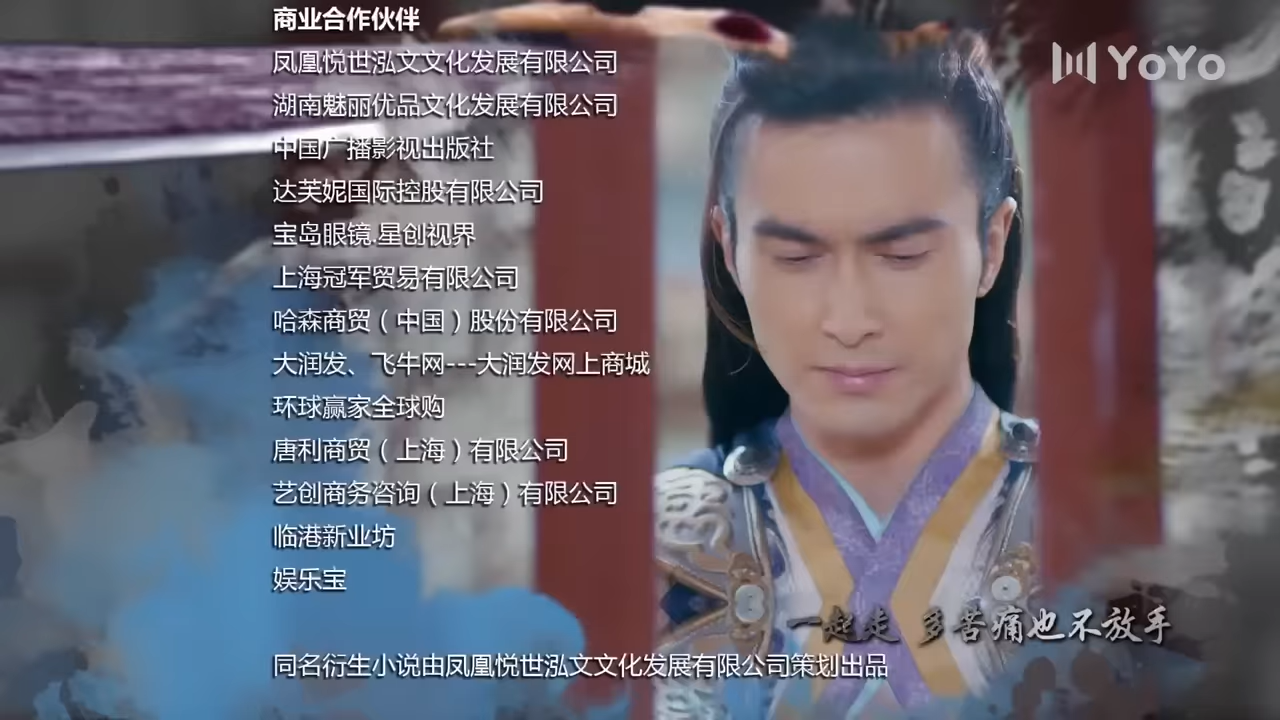 商业合作伙伴
凤凰悦世泓文文化发展有限公司
湖南魅丽优品文化发展有限公司
中国广播影视出版社
达芙妮国际控股有限公司
宝岛眼镜.星创视界
上海冠军贸易有限公司
哈森商贸（中国）股份有限公司
大润发、飞牛网---大润发网上商城
环球赢家全球购
唐利商贸（上海）有限公司
艺创商务咨询（上海）有限公司
临港新业坊
娱乐宝
同名衍生小说由凤凰悦世泓文文化发展有限公司策划出品
YoYo
一起走 多苦痛也不放手